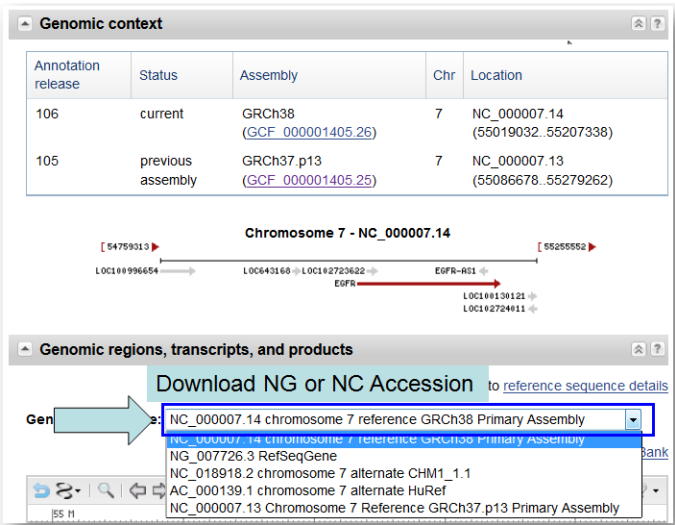 Genomic context
?
Annotation release Status Assembly Chr Location
106 current GRCh38 (GCF_000001405.26) 7 NC_000007.14 (55019032..55207338)
105 previous assembly GRCh37.p13 (GCF_000001405.25) 7 NC_000007.13 (55086678..55279262)
Chromosome 7 - NC_000007.14
[ 54759313 [ 55255552
LOC100996654 LOC643168 LOC102723622 EGFR-AS1
EGFR
LOC100130121
LOC102724011
Genomic regions, transcripts, and products
?
Download NG or NC Accession to reference sequence details
Gen e: NC_000007.14 chromosome 7 reference GRCh38 Primary Assembly
NC_000007.14 chromosome 7 reference GRCh38 Primary Assembly
NG_007726.3 RefSeqGene Bank
NC_018918.2 chromosome 7 alternate CHM1_1.1
AC_000139.1 chromosome 7 alternate HuRef
NC_000007.13 Chromosome 7 Reference GRCh37.p13 Primary Assembly
55 M